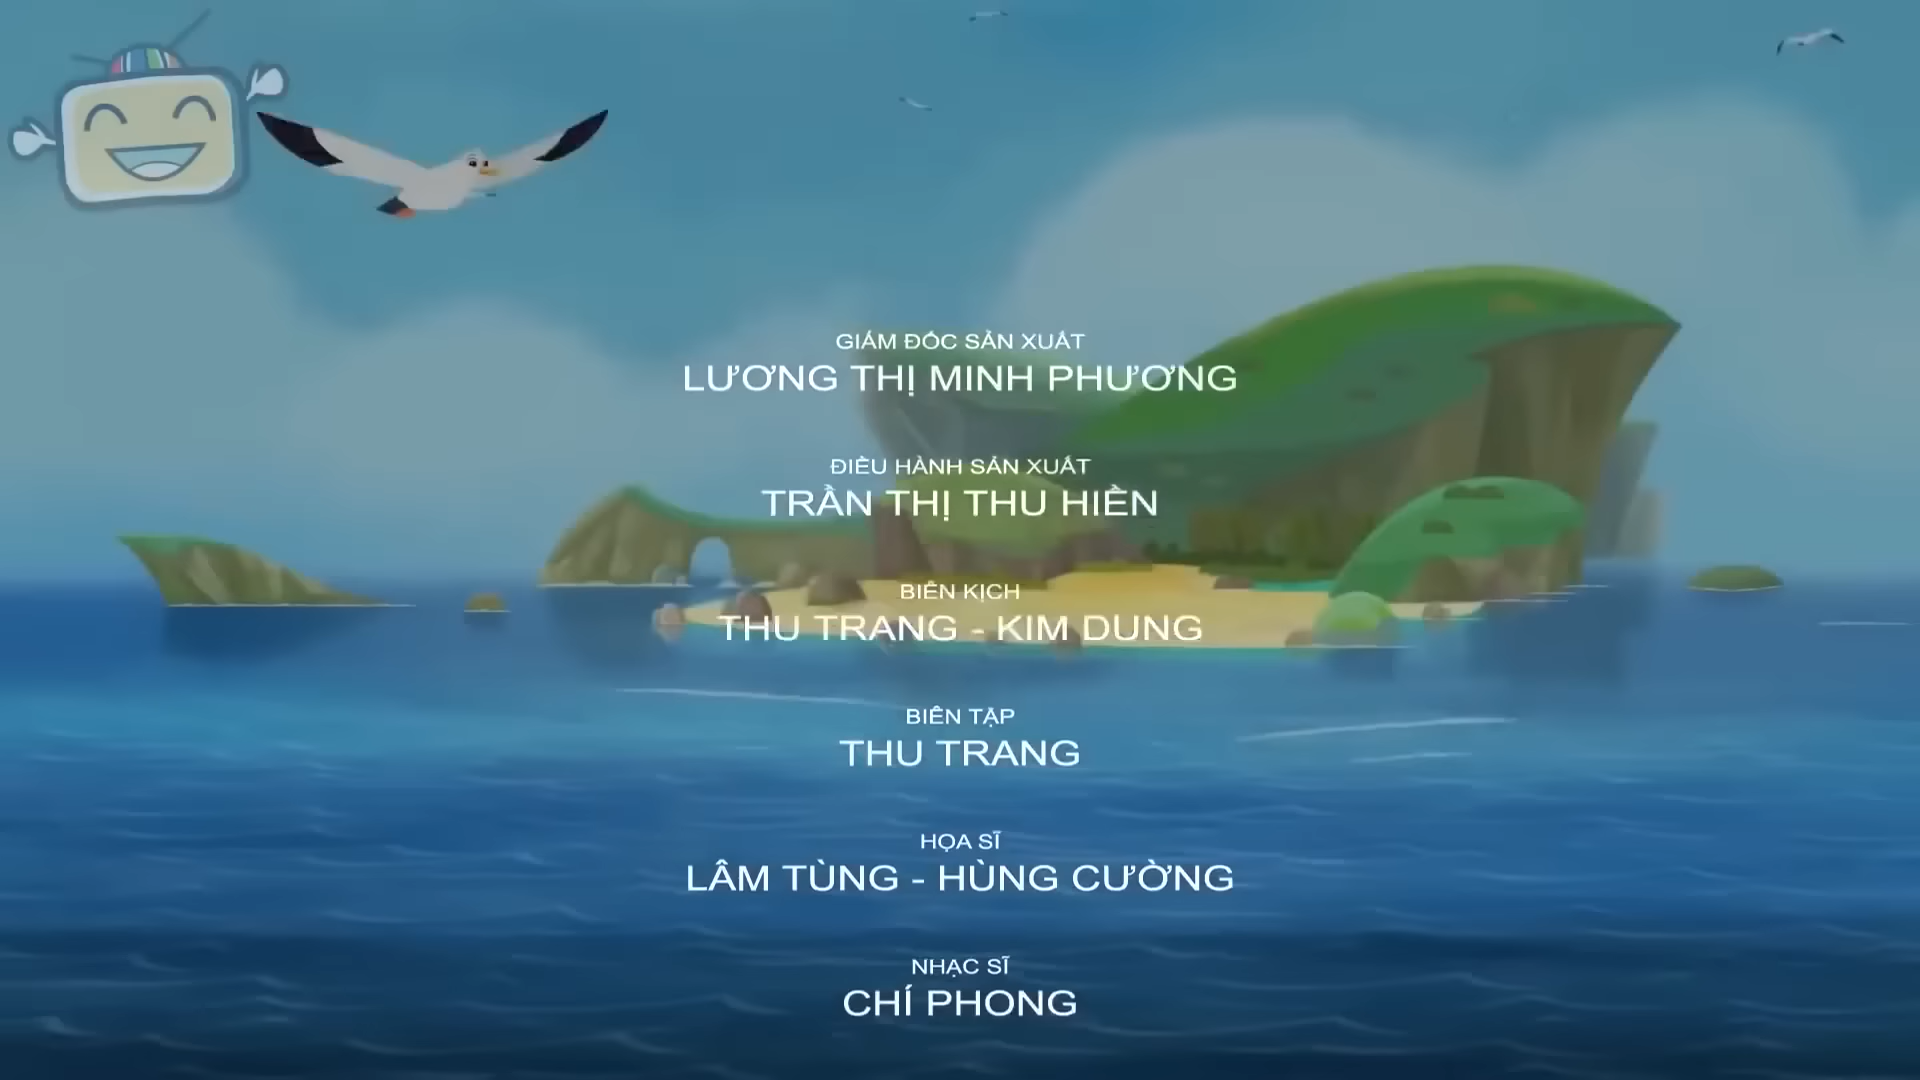 GIÁM ĐỐC SẢN XUẤT
LƯƠNG THỊ MINH PHƯƠNG
ĐIỀU HÀNH SẢN XUẤT
TRẦN THỊ THU HIỀN
BIÊN KỊCH
THU TRANG - KIM DUNG
BIÊN TẬP
THU TRANG
HỌA SĨ
LÂM TÙNG - HÙNG CƯỜNG
NHẠC SĨ
CHÍ PHONG